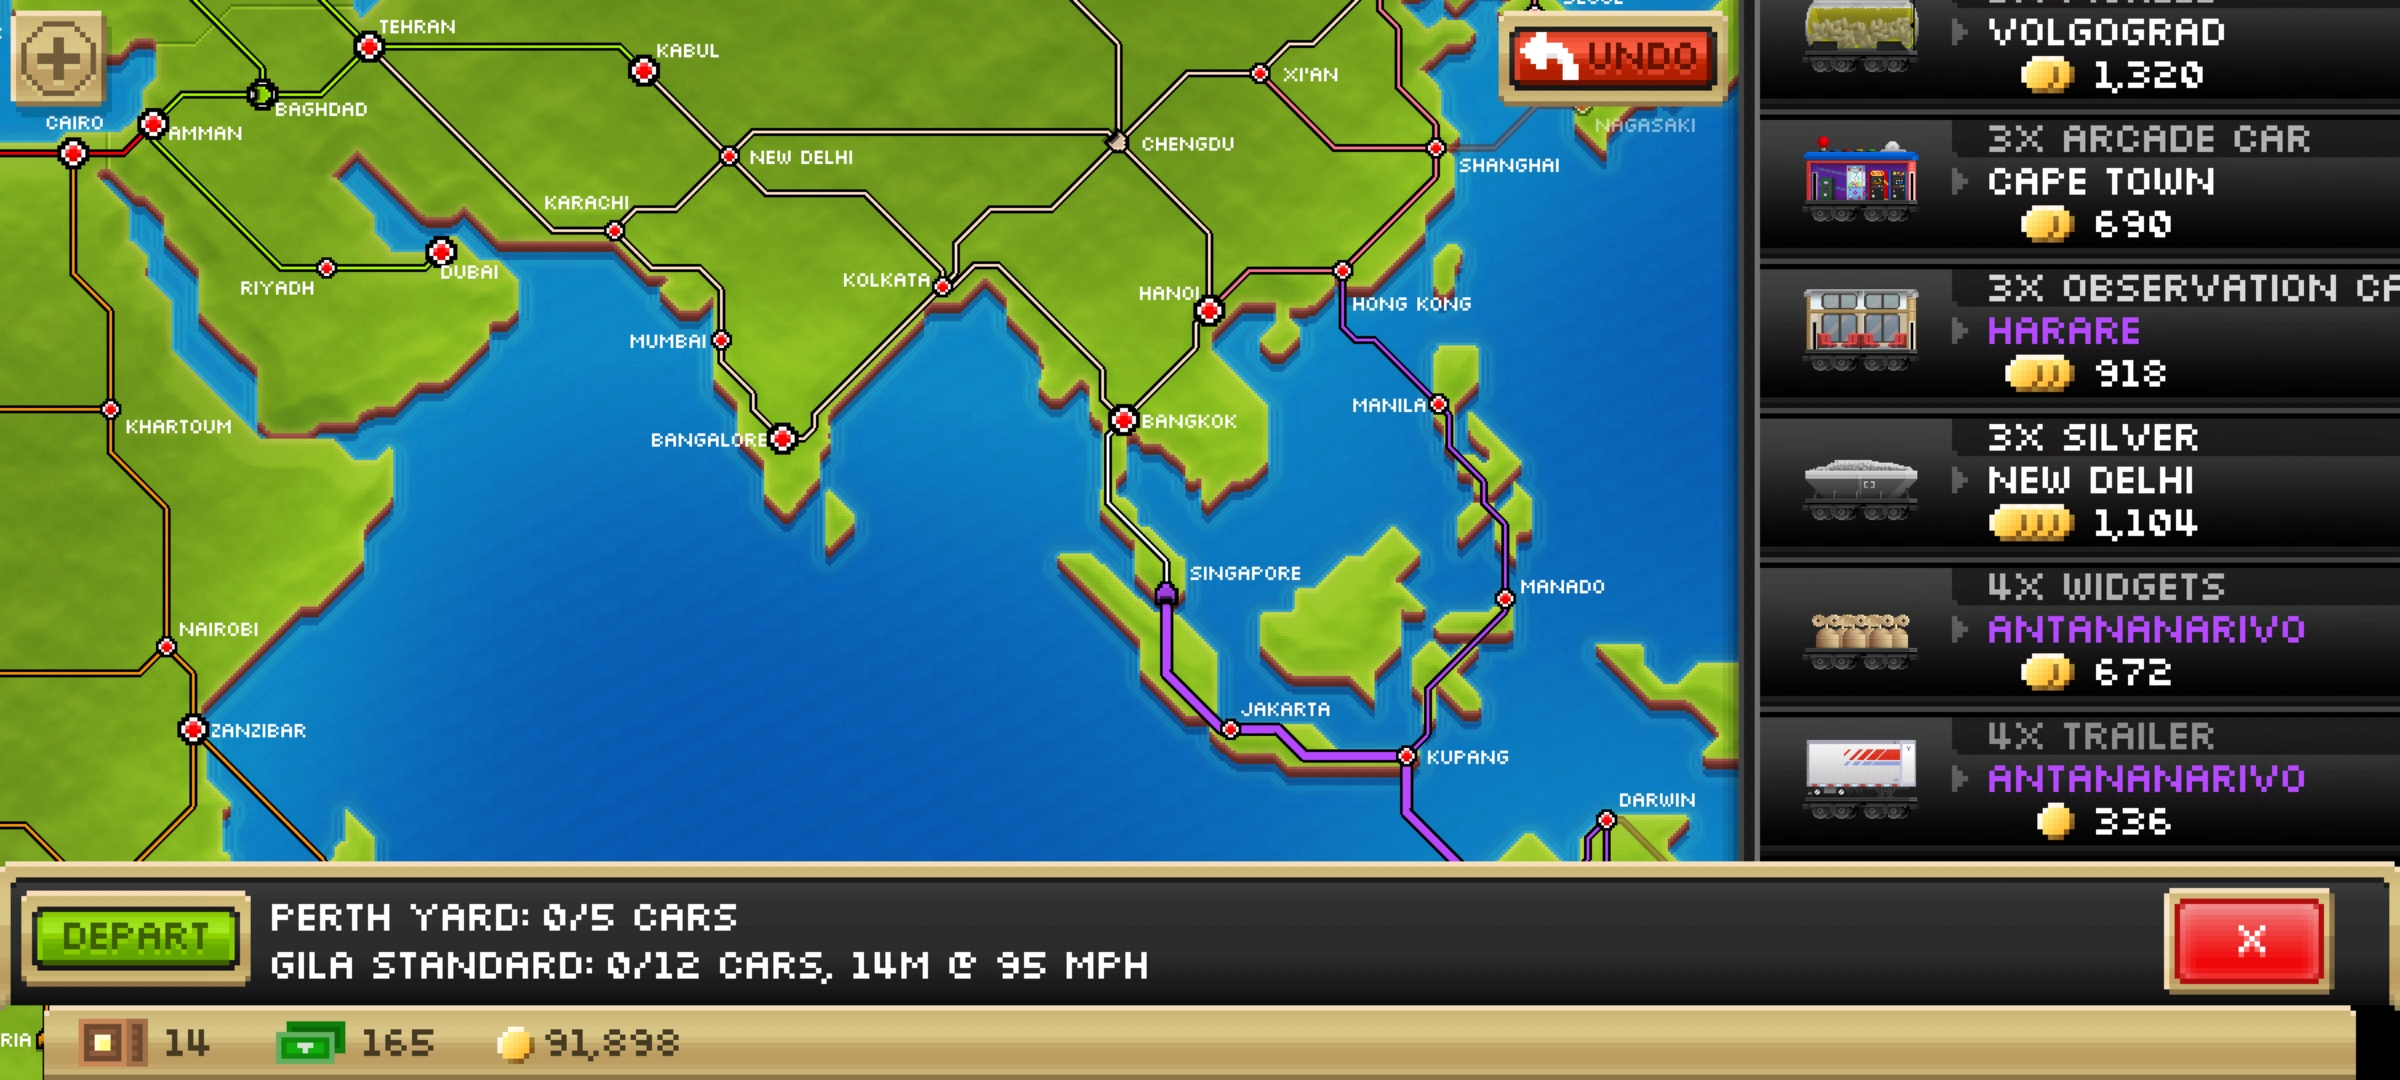 TEHRAN
KABUL
BAGHDAD
CAIRO
AMMAN
NEW DELHI
CHENGDU
XI'AN
UNDO
NAGASAKI
SHANGHAI
KARACHI
RIYADH
DUBAI
KOLKATA
HANOI
HONG KONG
MUMBAI
MANILA
KHARTOUM
BANGALORE
BANGKOK
SINGAPORE
MANADO
NAIROBI
ZANZIBAR
JAKARTA
KUPANG
DARWIN
VOLGOGRAD
1,320
3X ARCADE CAR
CAPE TOWN
690
3X OBSERVATION CA
HARARE
918
3X SILVER
NEW DELHI
1,104
4X WIDGETS
ANTANANARIVO
672
4X TRAILER
ANTANANARIVO
336
DEPART
PERTH YARD: 0/5 CARS
GILA STANDARD: 0/12 CARS, 14M @ 95 MPH
X
RIA
14
165
91,898